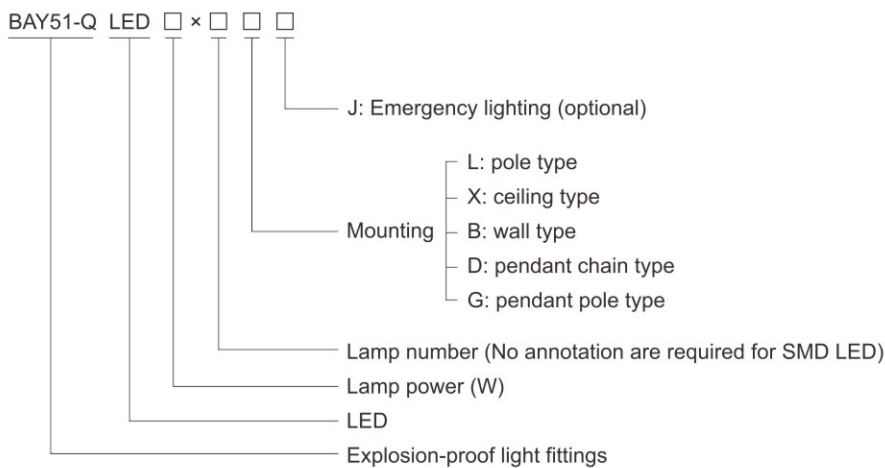 BAY51-Q LED □ × □ □ □
J: Emergency lighting (optional)
L: pole type
X: ceiling type
Mounting
B: wall type
D: pendant chain type
G: pendant pole type
Lamp number (No annotation are required for SMD LED)
Lamp power (W)
LED
Explosion-proof light fittings